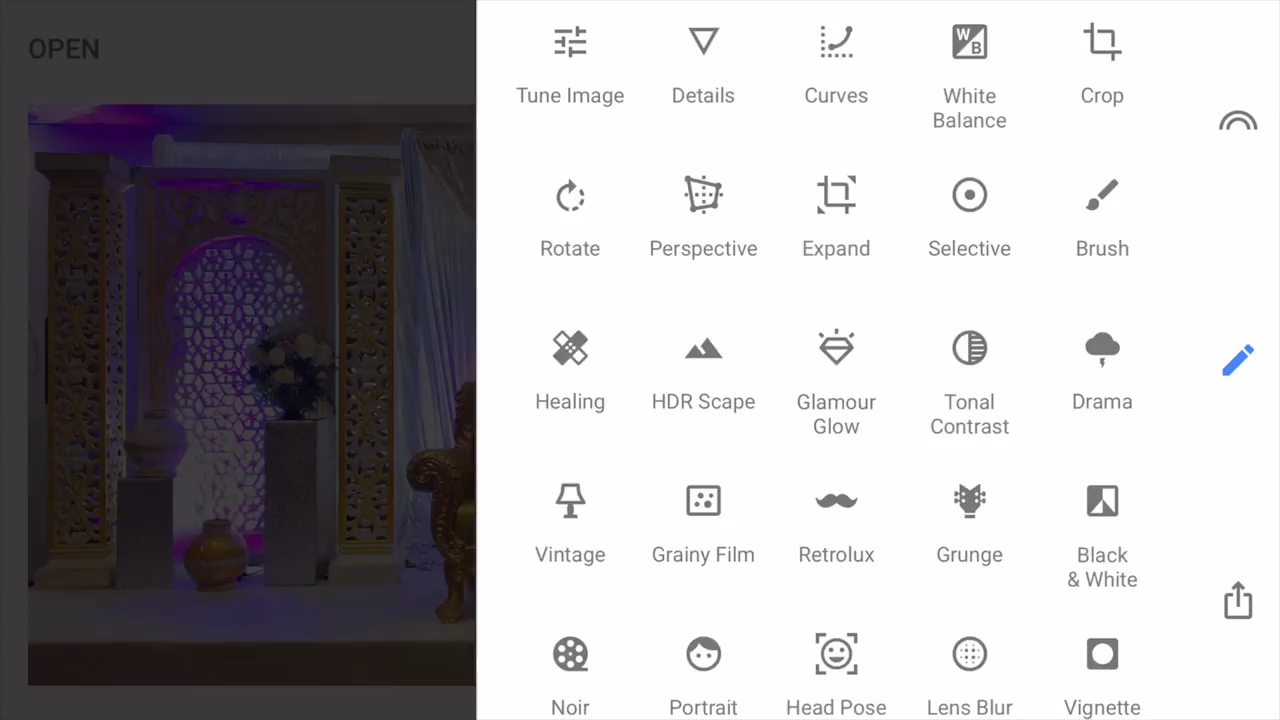 OPEN
Tune Image
Details
Curves
W
B
White
Balance
Crop
Rotate
Perspective
Expand
Selective
Brush
Healing
HDR Scape
Glamour
Glow
Tonal
Contrast
Drama
Vintage
Grainy Film
Retrolux
Grunge
Black
& White
Noir
Portrait
Head Pose
Lens Blur
Vignette